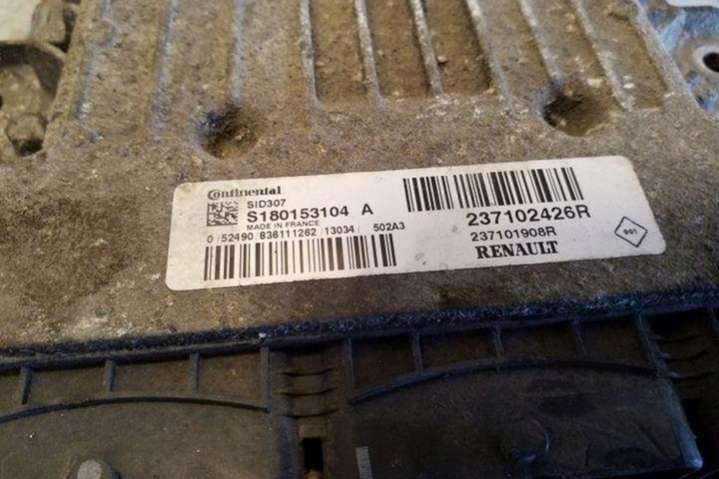 Continental
SID307
S180153104 A
MADE IN FRANCE
0/52490/836111262/13034/ 502A3
237102426R
237101908R
RENAULT